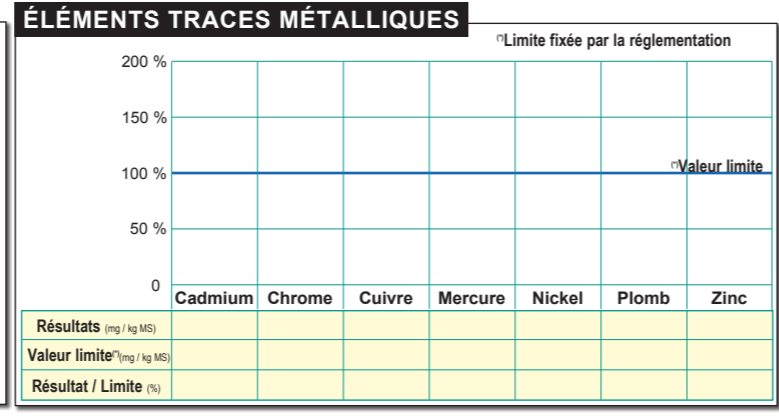 ÉLÉMENTS TRACES MÉTALLIQUES
(*)Limite fixée par la réglementation
200 %
150 %
100 %
(*)Valeur limite
50 %
0
Cadmium Chrome Cuivre Mercure Nickel Plomb Zinc
Résultats (mg / kg MS)
Valeur limite(*)(mg / kg MS)
Résultat / Limite (%)